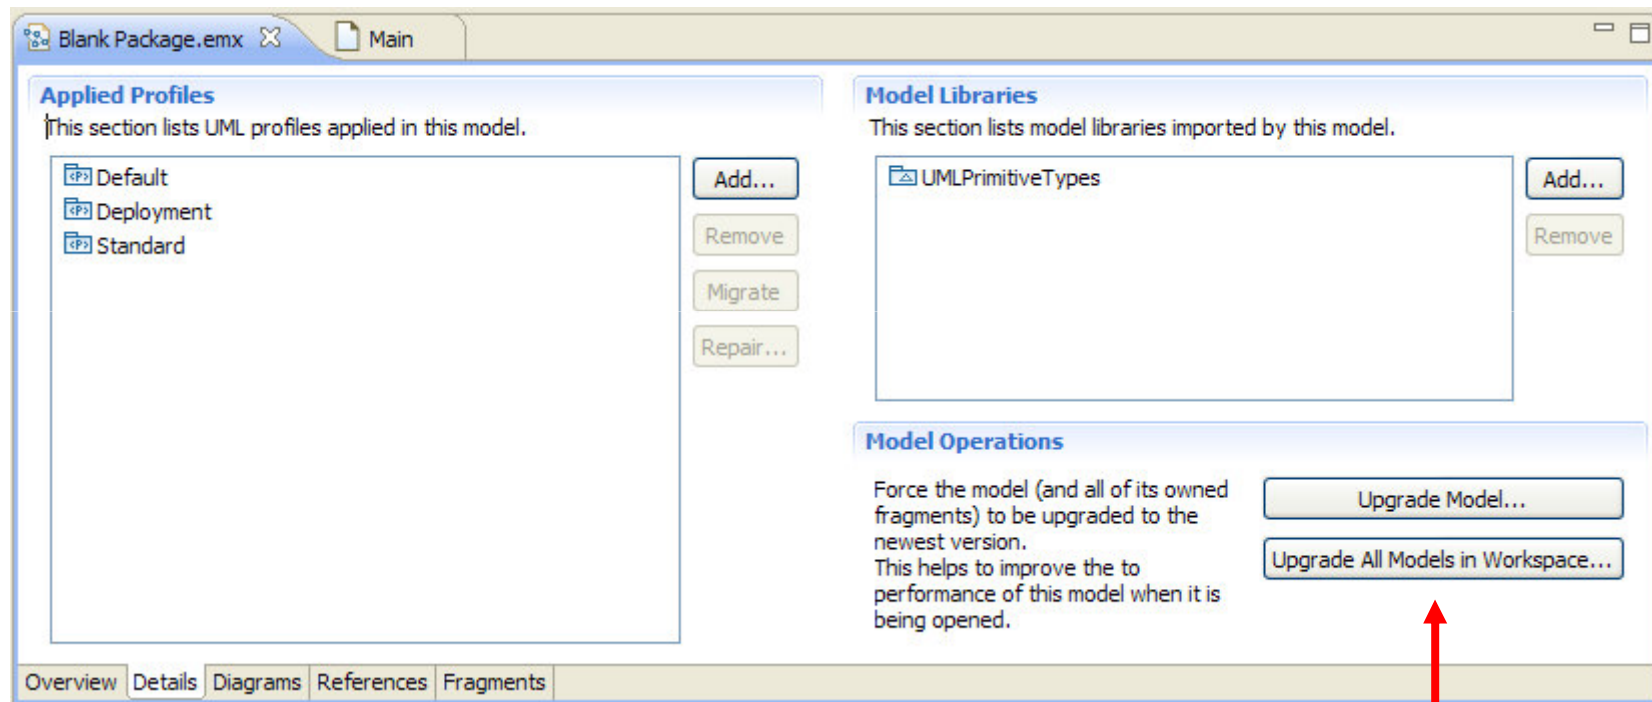 Blank Package.emx
Main
Applied Profiles
This section lists UML profiles applied in this model.
Default
Deployment
Standard
Add...
Remove
Migrate
Repair...
Model Libraries
This section lists model libraries imported by this model.
UMLPrimitiveTypes
Add...
Remove
Model Operations
Force the model (and all of its owned
fragments) to be upgraded to the
newest version.
This helps to improve the to
performance of this model when it is
being opened.
Upgrade Model...
Upgrade All Models in Workspace...
Overview Details Diagrams References Fragments